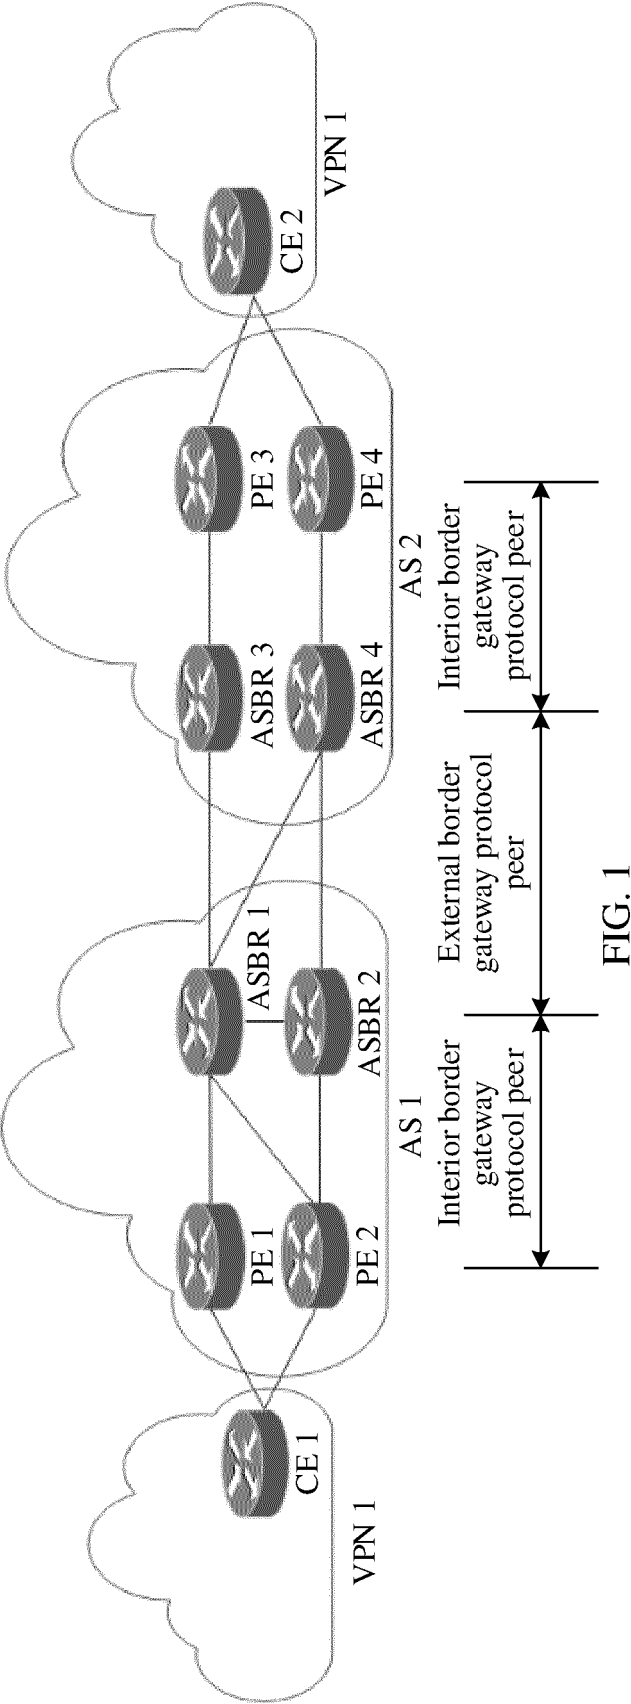 CE 1
VPN 1
PE 1
PE 2
ASBR 1
ASBR 2
AS 1
ASBR 3
ASBR 4
PE 3
PE 4
AS 2
CE 2
VPN 1
Interior border
gateway
protocol peer
External border
gateway protocol
peer
Interior border
gateway
protocol peer
FIG. 1